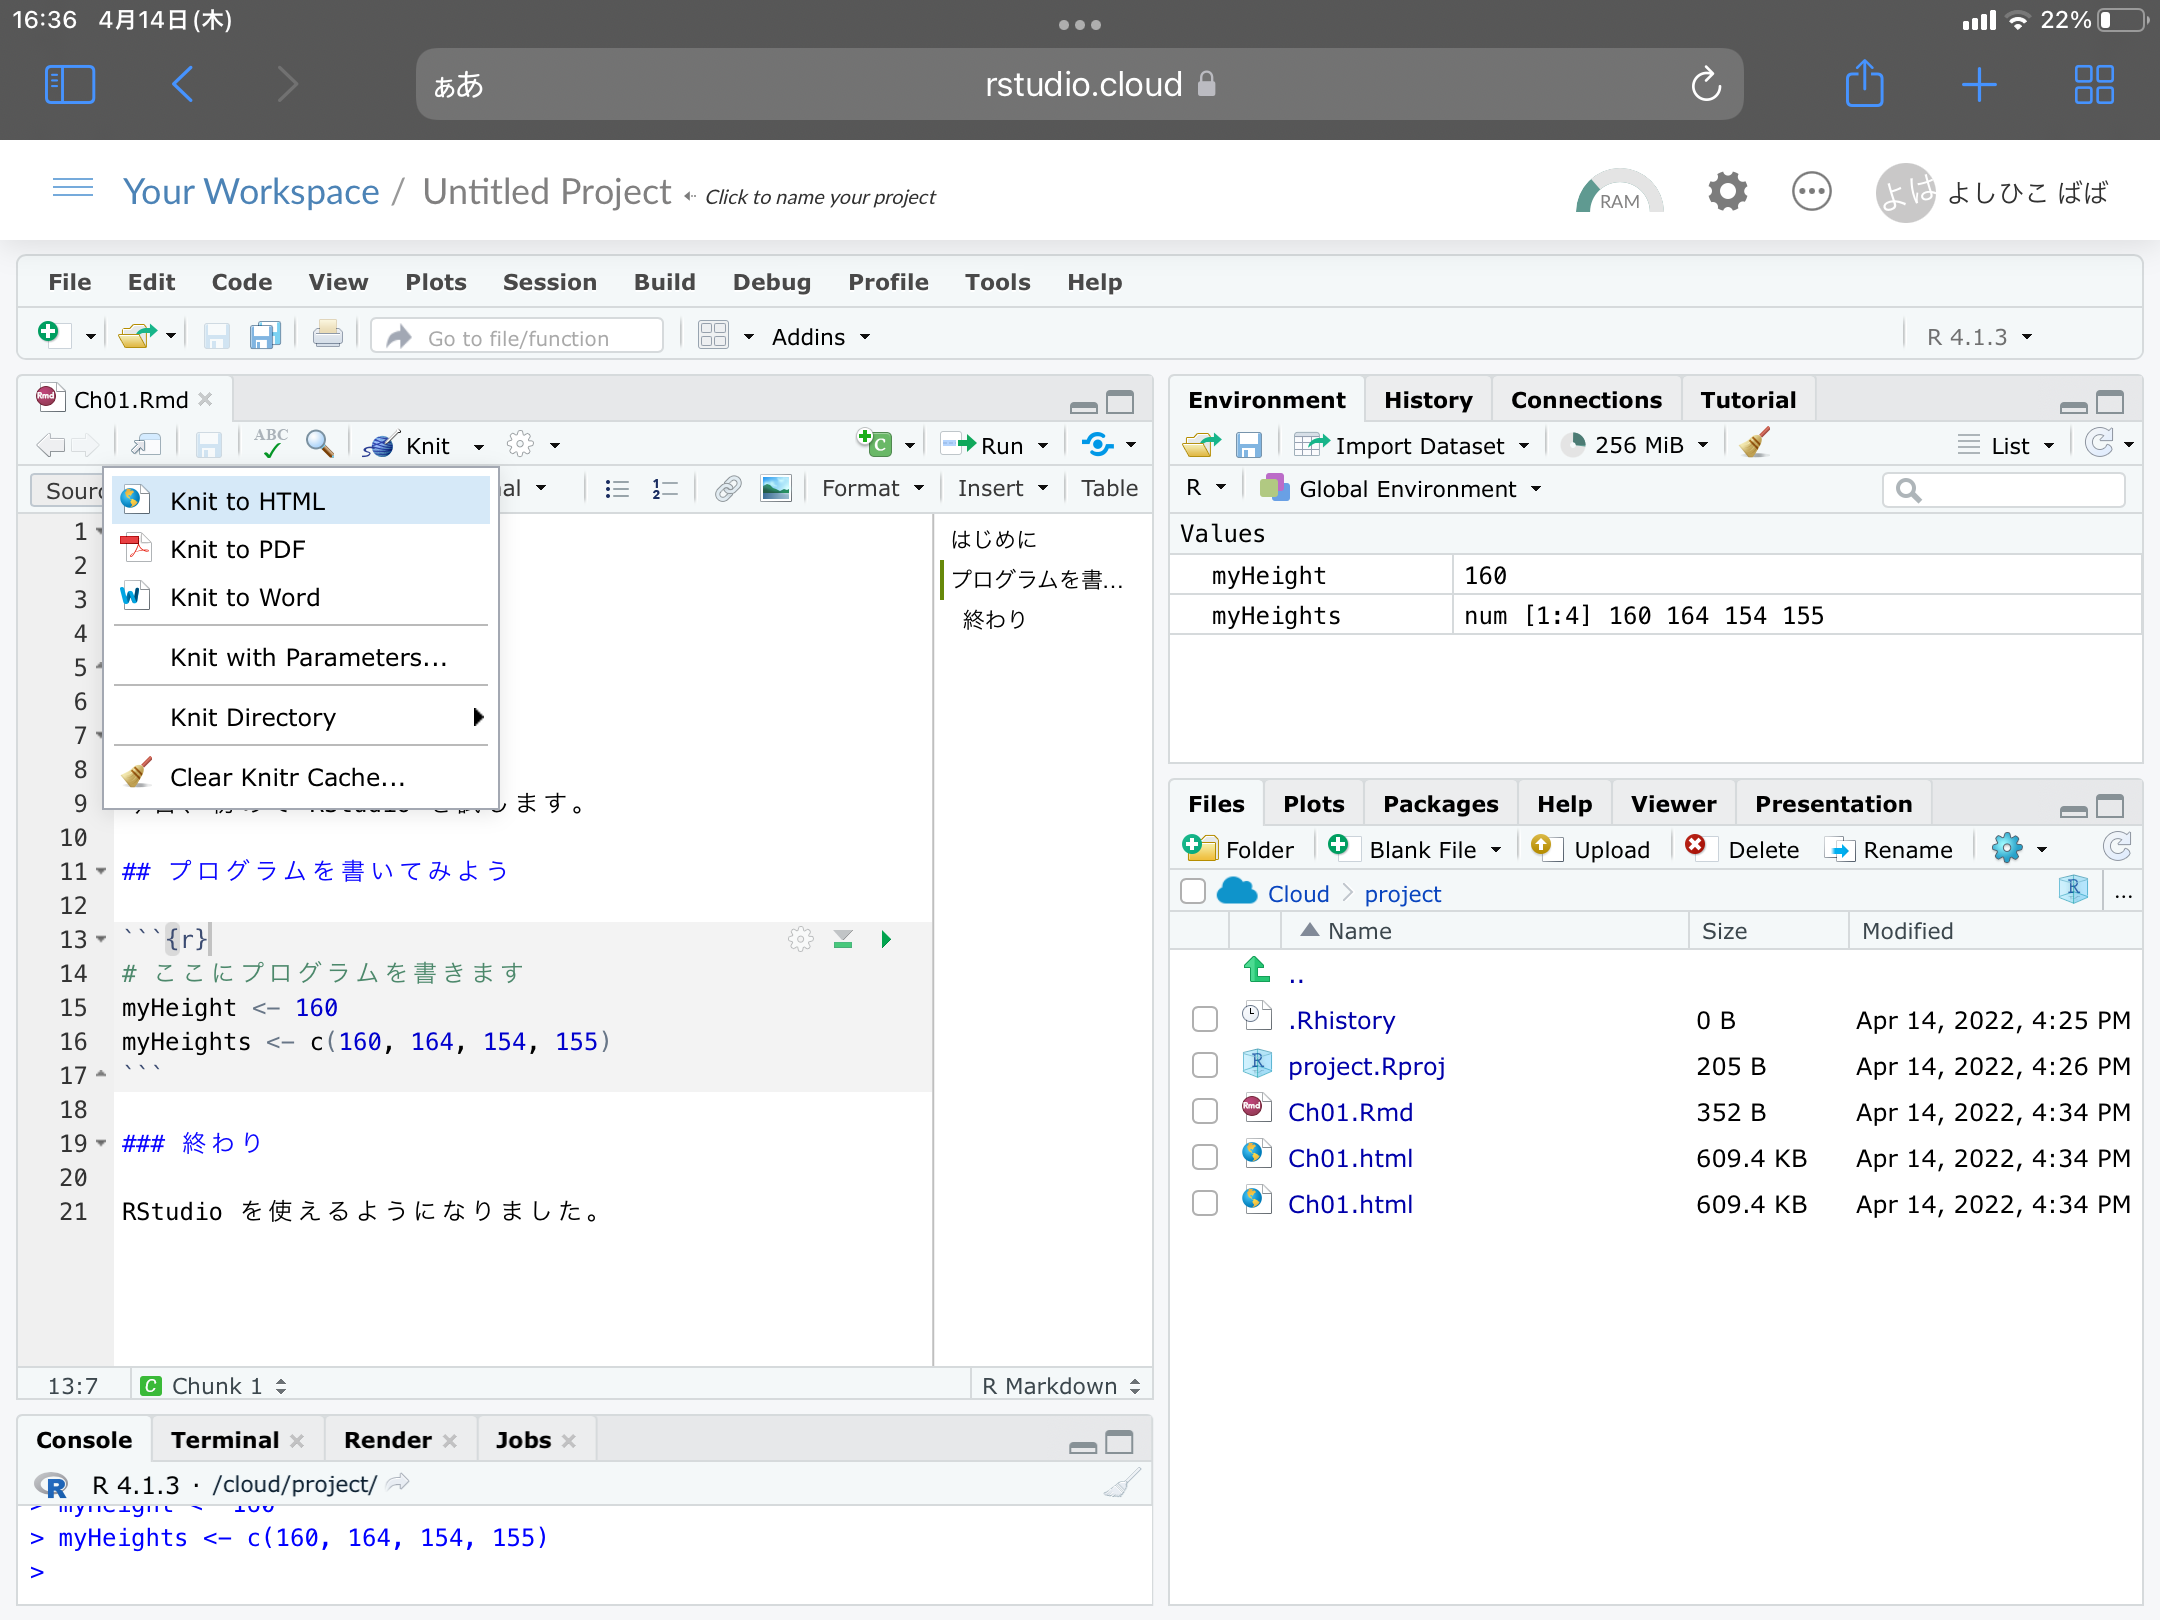 16:36 4月14日(木)
22%
ぁあ rstudio.cloud
Your Workspace / Untitled Project Click to name your project
RAM
よは よしひこ ばば
File Edit Code View Plots Session Build Debug Profile Tools Help
Go to file/function Addins R 4.1.3
Ch01.Rmd
ABC Knit Run
Format Insert Table
Knit to HTML
Knit to PDF
Knit to Word
Knit with Parameters...
Knit Directory
Clear Knitr Cache...
1
2
3
4
5
6
7
8
9 RStudio します。
10
11 ## プログラムを書いてみよう
12
13 ```{r}
14 # ここにプログラムを書きます
15 myHeight <- 160
16 myHeights <- c(160, 164, 154, 155)
17 ```
18
19 ### 終わり
20
21 RStudio を使えるようになりました。
はじめに
プログラムを書...
終わり
13:7 C Chunk 1 R Markdown
Console Terminal Render Jobs
R 4.1.3 · /cloud/project/
> myHeight <- 160
> myHeights <- c(160, 164, 154, 155)
>
Environment History Connections Tutorial
Import Dataset 256 MiB List
R Global Environment
Values
myHeight 160
myHeights num [1:4] 160 164 154 155
Files Plots Packages Help Viewer Presentation
Folder Blank File Upload Delete Rename
Cloud project R ...
Name Size Modified
..
.Rhistory 0 B Apr 14, 2022, 4:25 PM
project.Rproj 205 B Apr 14, 2022, 4:26 PM
Ch01.Rmd 352 B Apr 14, 2022, 4:34 PM
Ch01.html 609.4 KB Apr 14, 2022, 4:34 PM
Ch01.html 609.4 KB Apr 14, 2022, 4:34 PM